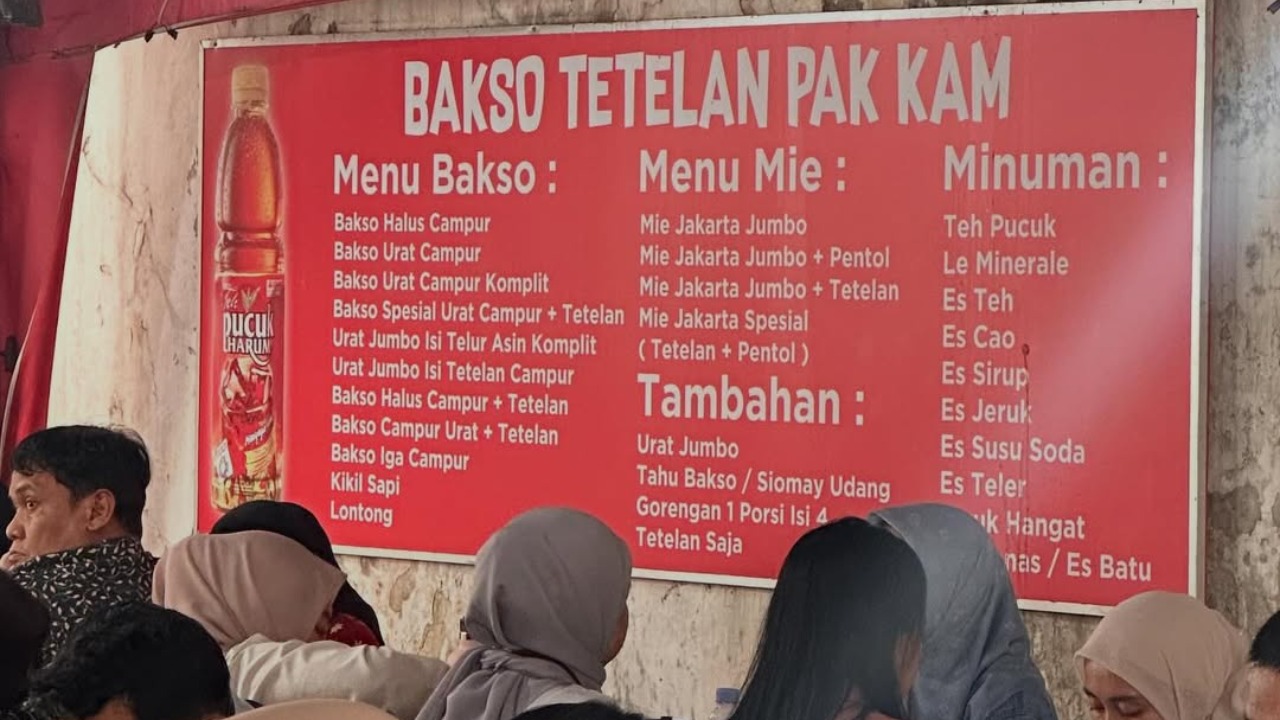 BAKSO TETELAN PAK KAM
Menu Bakso :
Bakso Halus Campur
Bakso Urat Campur
Bakso Urat Campur Komplit
Bakso Spesial Urat Campur + Tetelan
Urat Jumbo Isi Telur Asin Komplit
Urat Jumbo Isi Tetelan Campur
Bakso Halus Campur + Tetelan
Bakso Campur Urat + Tetelan
Bakso Iga Campur
Kikil Sapi
Lontong
Menu Mie :
Mie Jakarta Jumbo
Mie Jakarta Jumbo + Pentol
Mie Jakarta Jumbo + Tetelan
Mie Jakarta Spesial
( Tetelan + Pentol )
Tambahan :
Urat Jumbo
Tahu Bakso / Siomay Udang
Gorengan 1 Porsi Isi 4
Tetelan Saja
Minuman :
Teh Pucuk
Le Minerale
Es Teh
Es Cao
Es Sirup
Es Jeruk
Es Susu Soda
Es Teler
Hangat
/ Es Batu
Teh
PUCUK
HARUM